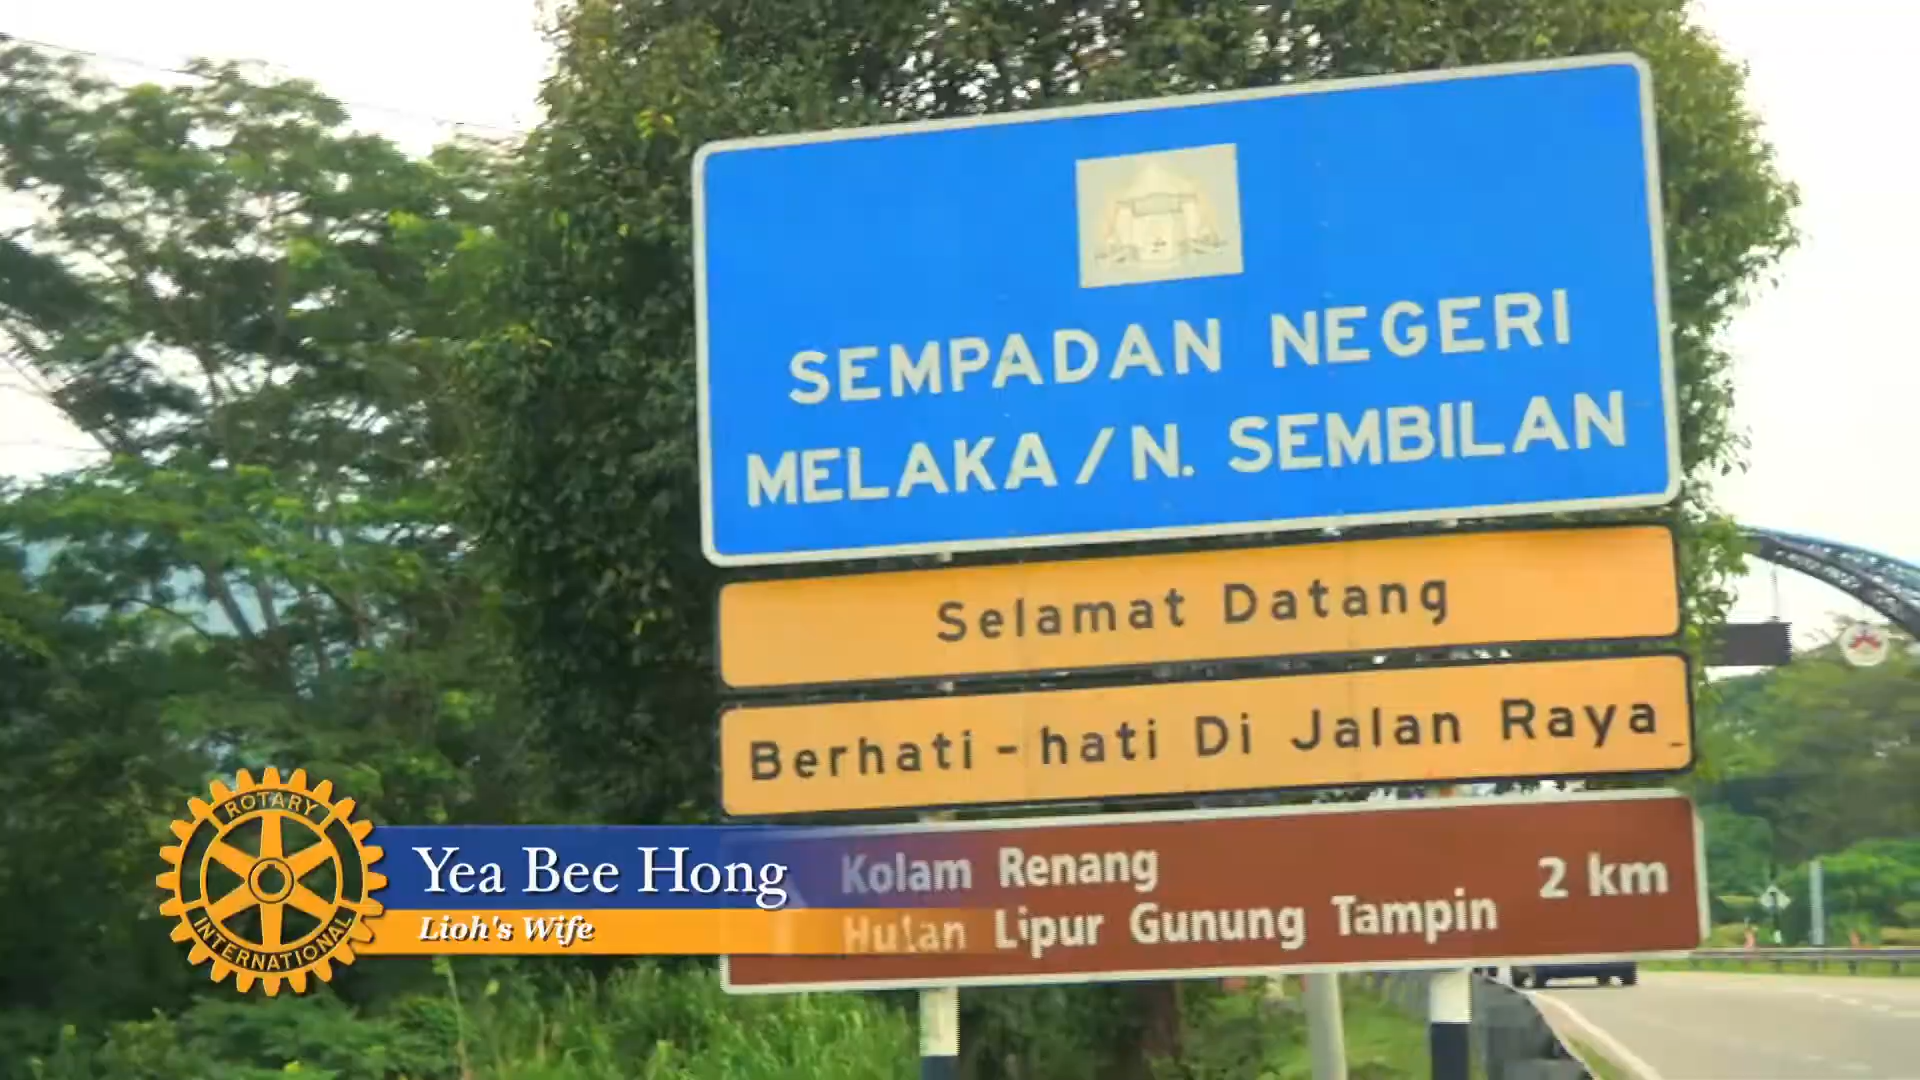 SEMPADAN NEGERI
MELAKA / N. SEMBILAN
Selamat Datang
Berhati-hati Di Jalan Raya
Kolam Renang
Hutan Lipur Gunung Tampin
2 km
ROTARY
INTERNATIONAL
Yea Bee Hong
Lioh's Wife